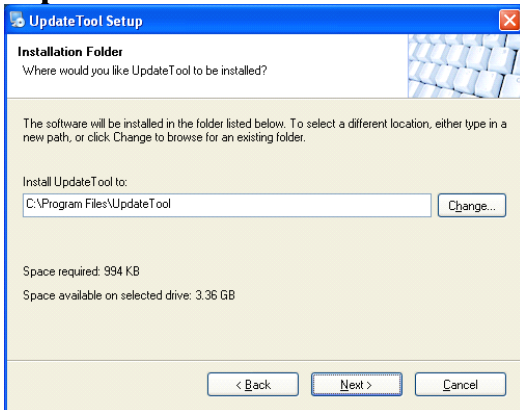 UpdateTool Setup
Installation Folder
Where would you like UpdateTool to be installed?
The software will be installed in the folder listed below. To select a different location, either type in a
new path, or click Change to browse for an existing folder.
Install UpdateTool to:
C:\Program Files\UpdateTool
Change...
Space required: 994 KB
Space available on selected drive: 3.36 GB
< Back
Next >
Cancel